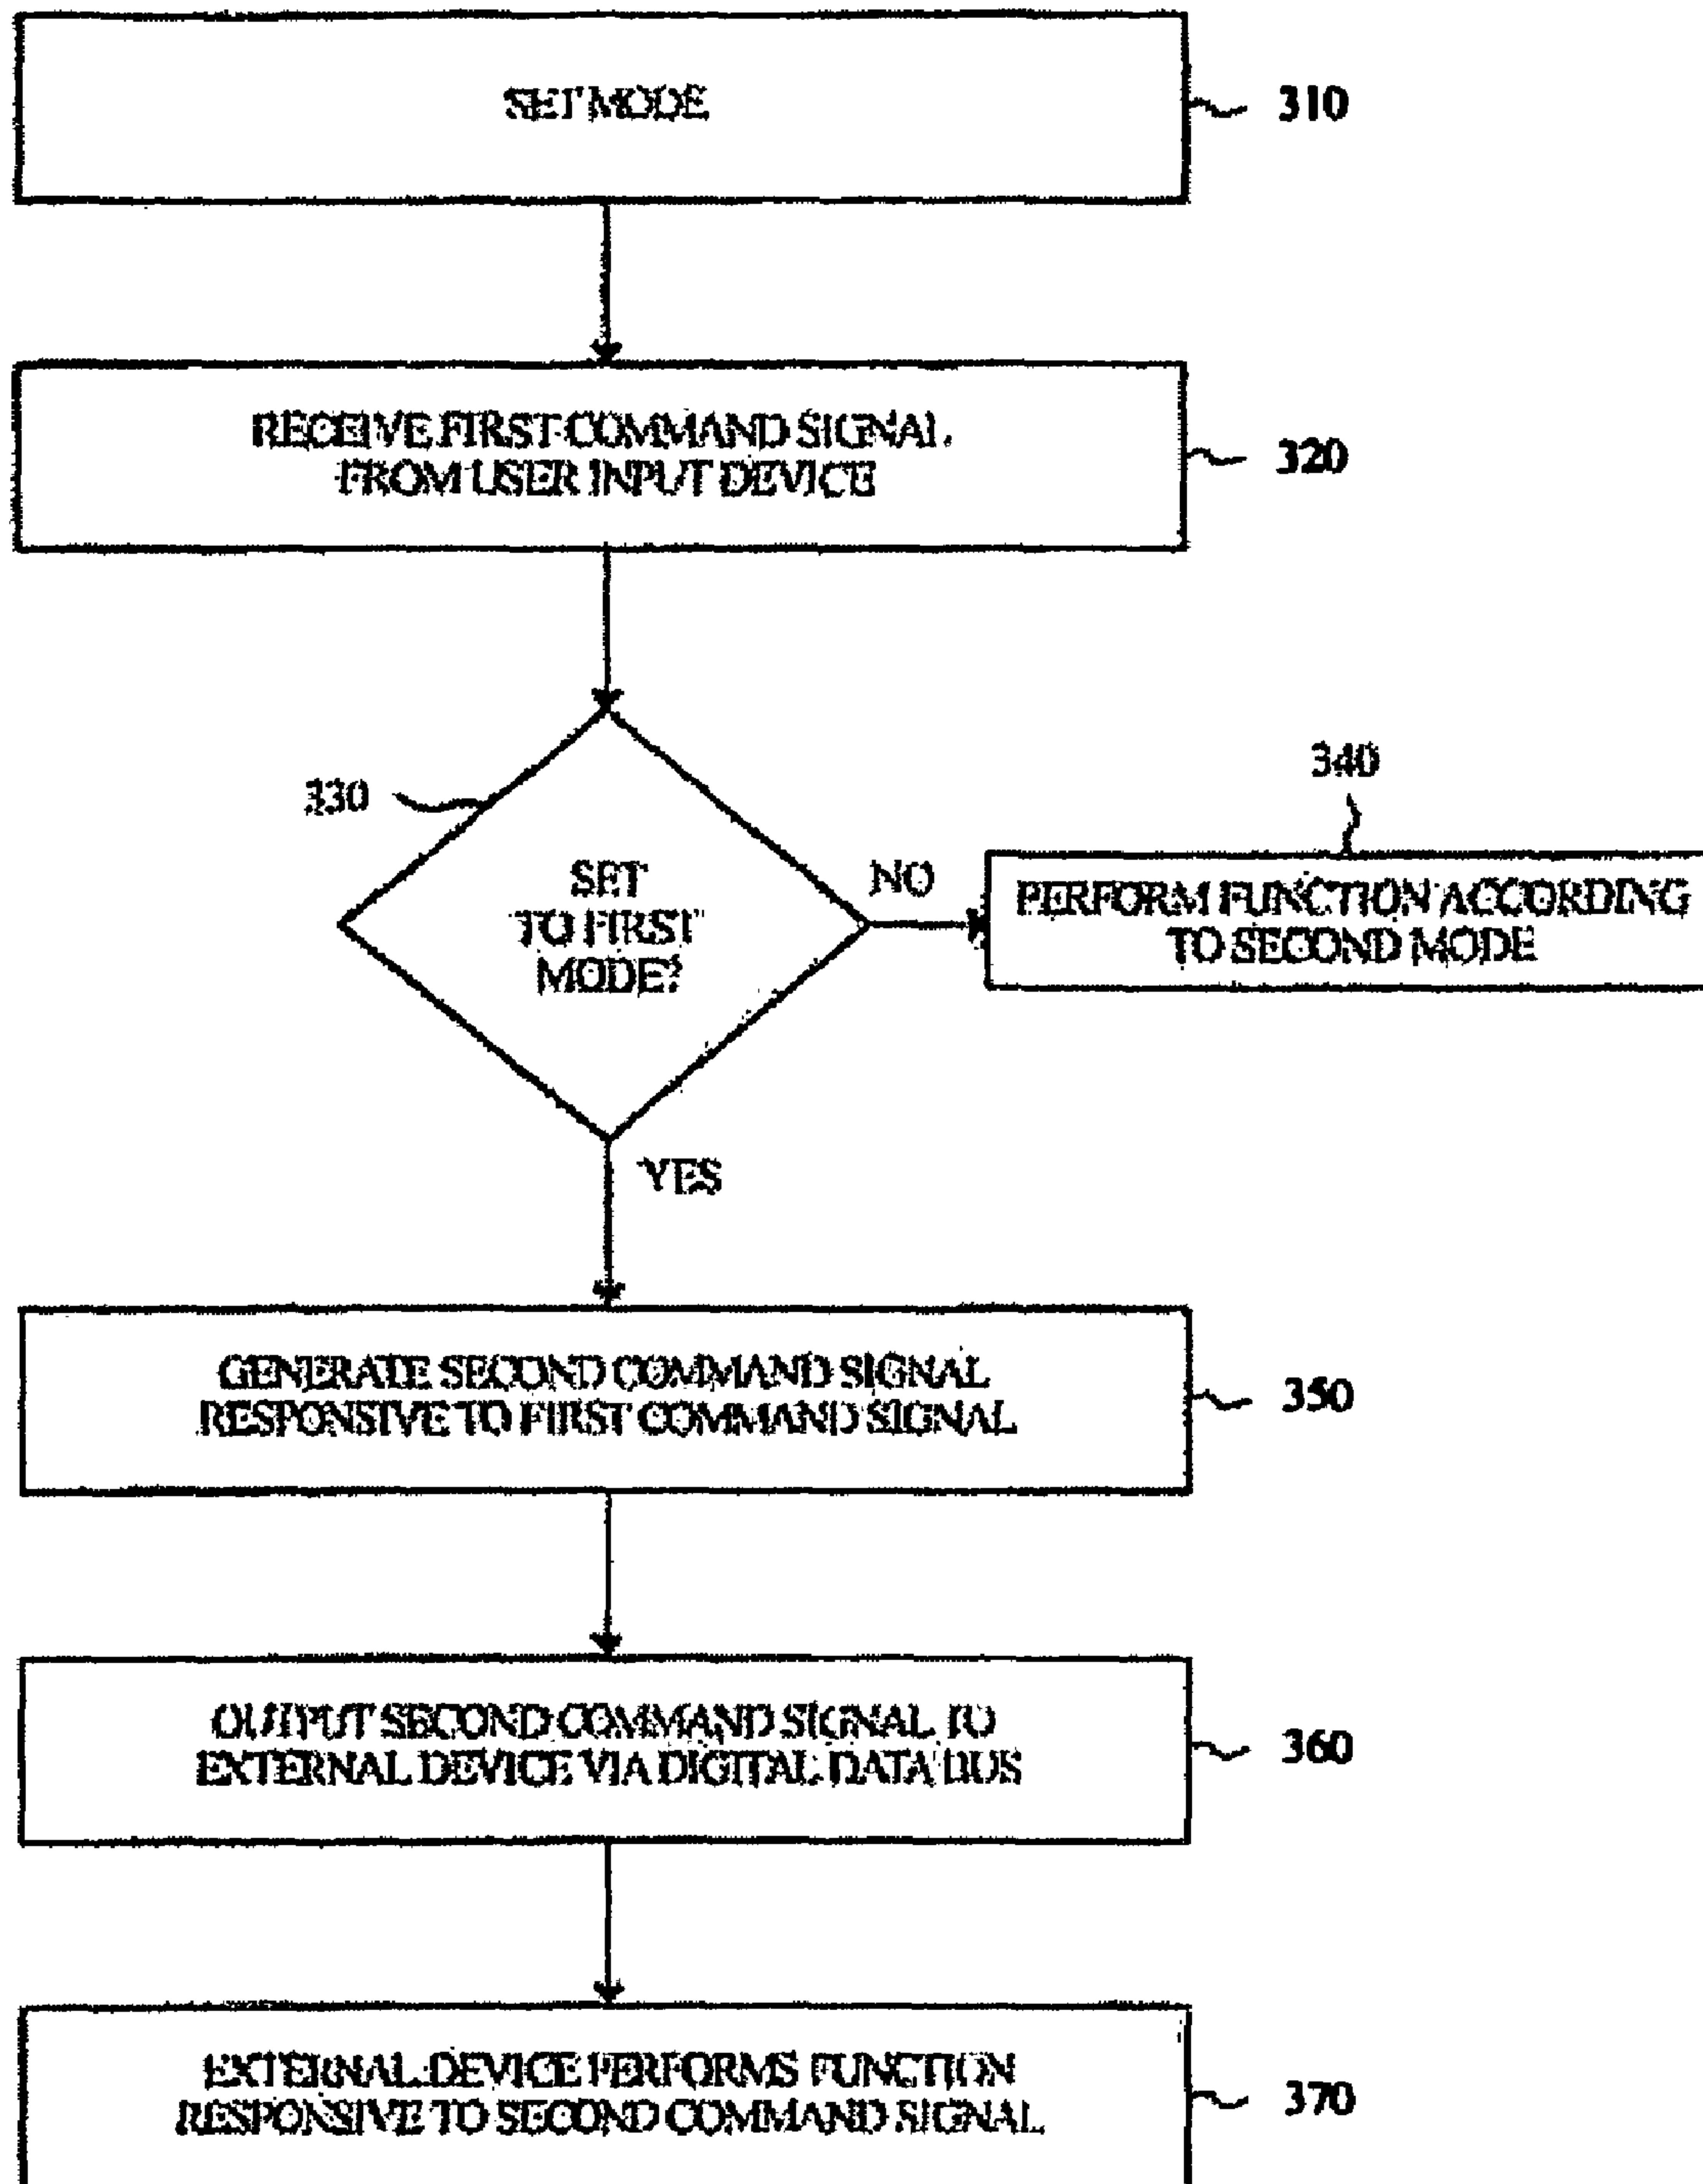 SET MODE
310
RECEIVE FIRST COMMAND SIGNAL
FROM USER INPUT DEVICE
320
330
SET
TO FIRST
MODE?
NO
340
PERFORM FUNCTION ACCORDING
TO SECOND MODE
YES
GENERATE SECOND COMMAND SIGNAL
RESPONSIVE TO FIRST COMMAND SIGNAL
350
OUTPUT SECOND COMMAND SIGNAL TO
EXTERNAL DEVICE VIA DIGITAL DATA BUS
360
EXTERNAL DEVICE PERFORMS FUNCTION
RESPONSIVE TO SECOND COMMAND SIGNAL
370